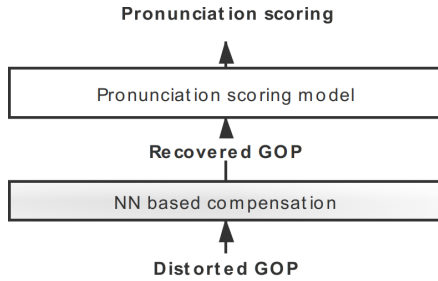 Pronunciation scoring
Pronunciation scoring model
Recovered GOP
NN based compensation
Distorted GOP